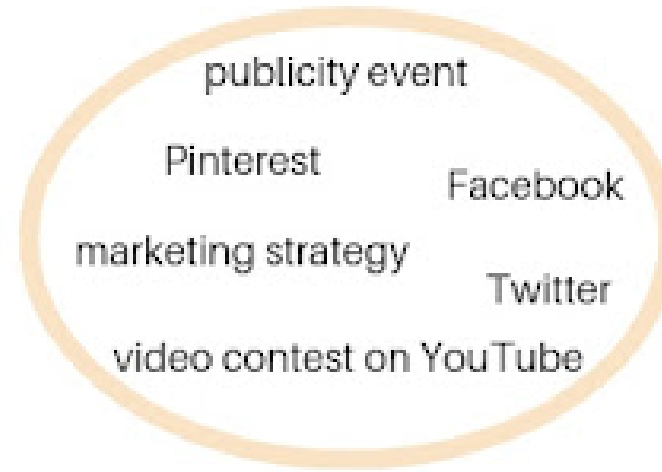 publicity event
Pinterest
Facebook
marketing strategy
Twitter
video contest on YouTube